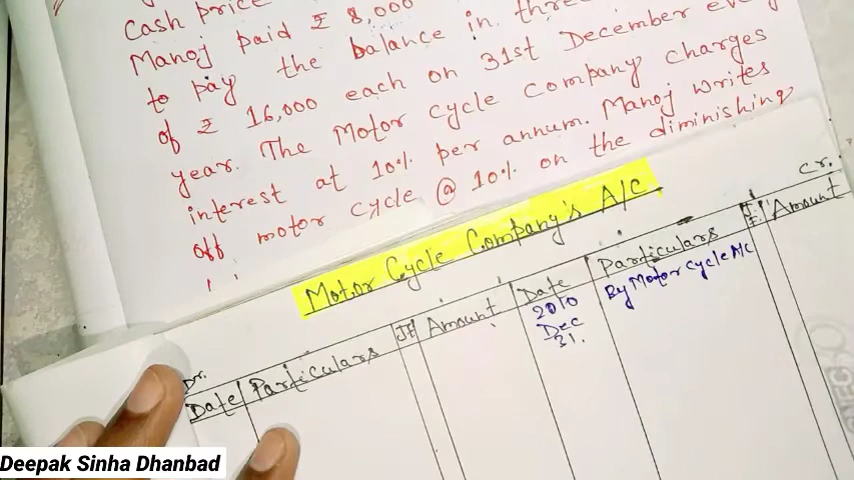 Cash price
Manoj paid ₹ 8,000
to pay the balance in three
of ₹ 16,000 each on 31st December every
year. The Motor cycle company charges
interest at 10% per annum. Manoj writes
off motor cycle @ 10% on the diminishing
Motor Cycle Company's A/C
Dr.
Cr.
Date Particulars J.F. Amount Date Particulars J.F. Amount
2010 By Motor Cycle A/C
Dec
31.
Deepak Sinha Dhanbad